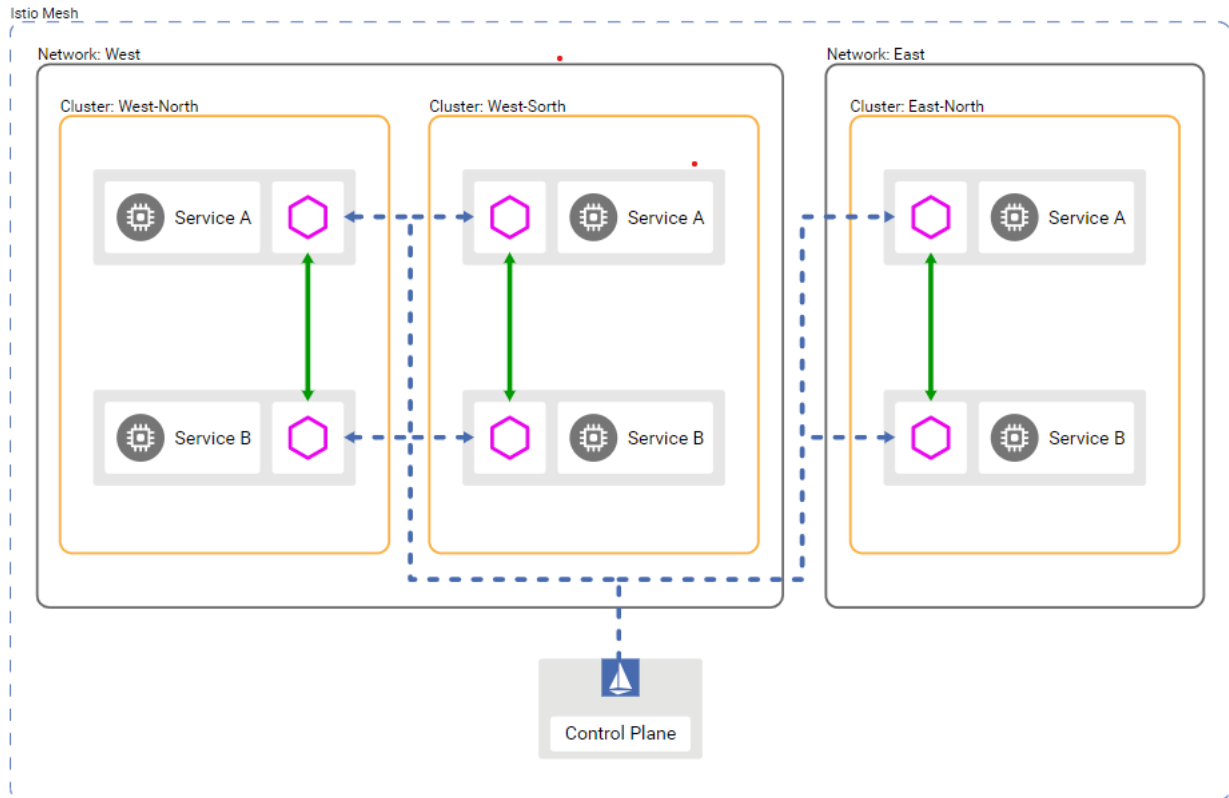 Istio Mesh
Network: West
Network: East
Cluster: West-North
Cluster: West-Sorth
Cluster: East-North
Service A
Service A
Service A
Service B
Service B
Service B
Control Plane